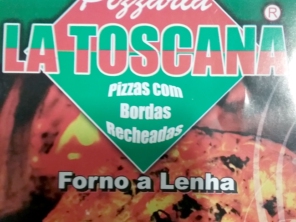 Pizzaria
LA TOSCANA ®
Pizzas com
Bordas
Recheadas
Forno a Lenha